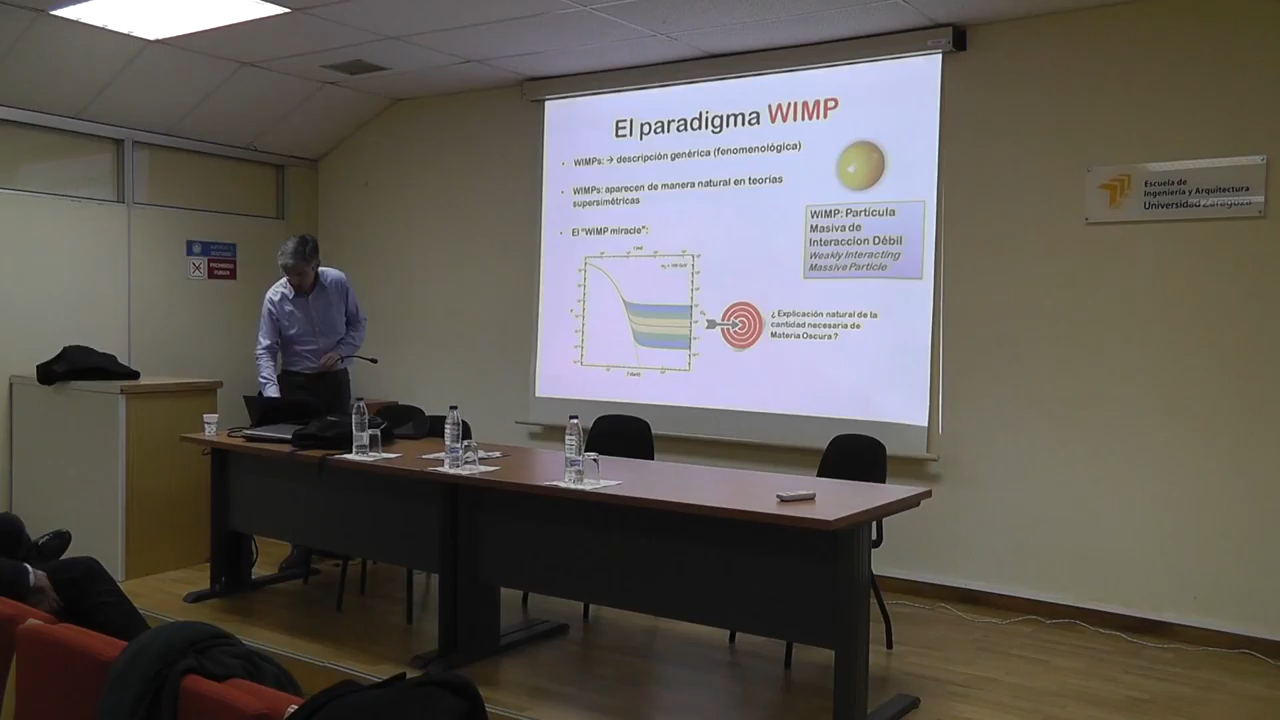 El paradigma WIMP
WIMPs: → descripción genérica (fenomenológica)
WIMPs: aparecen de manera natural en teorías
supersimétricas
El "WIMP miracle":
WIMP: Partícula
Masiva de
Interaccion Débil
Weakly Interacting
Massive Particle
¿ Explicación natural de la
cantidad necesaria de
Materia Oscura ?
Escuela de
Ingeniería y Arquitectura
Universidad Zaragoza
PROHIBIDO
FUMAR